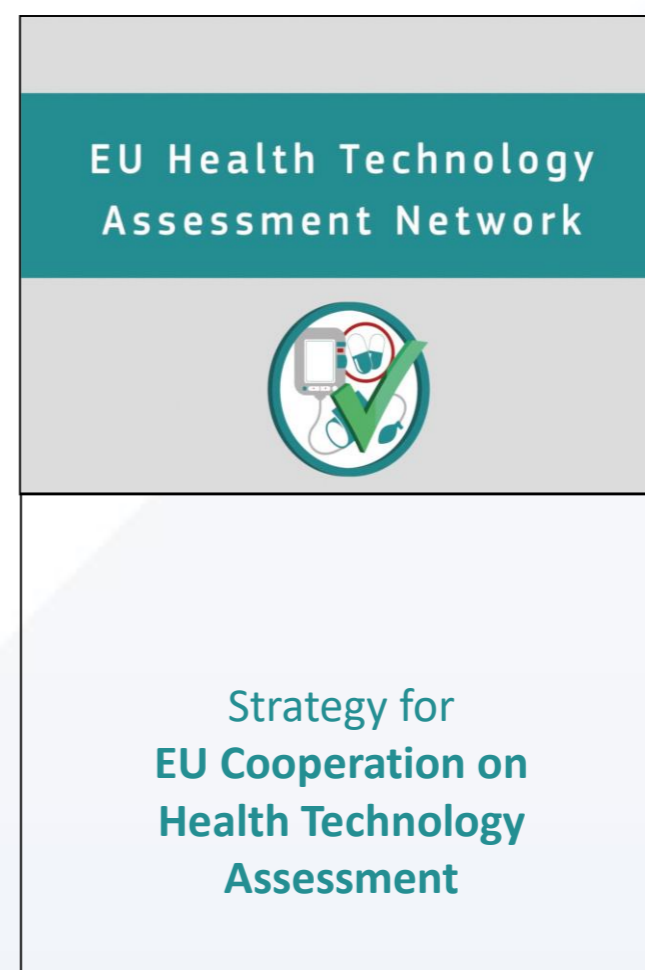 EU Health Technology
Assessment Network
Strategy for
EU Cooperation on
Health Technology
Assessment